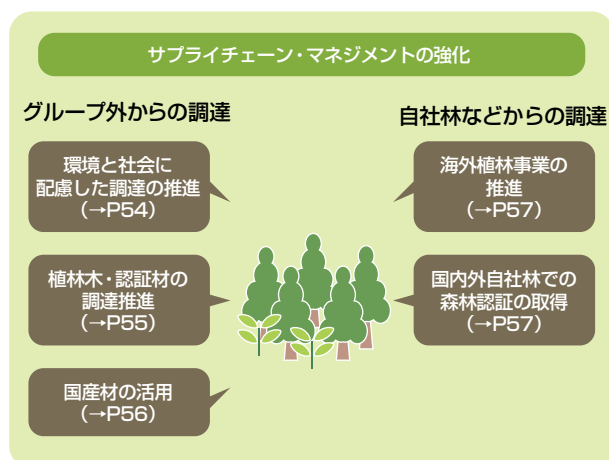 サプライチェーン・マネジメントの強化
グループ外からの調達
環境と社会に
配慮した調達の推進
(→P54)
植林木・認証材の
調達推進
(→P55)
国産材の活用
(→P56)
自社林などからの調達
海外植林事業の
推進
(→P57)
国内外自社林での
森林認証の取得
(→P57)